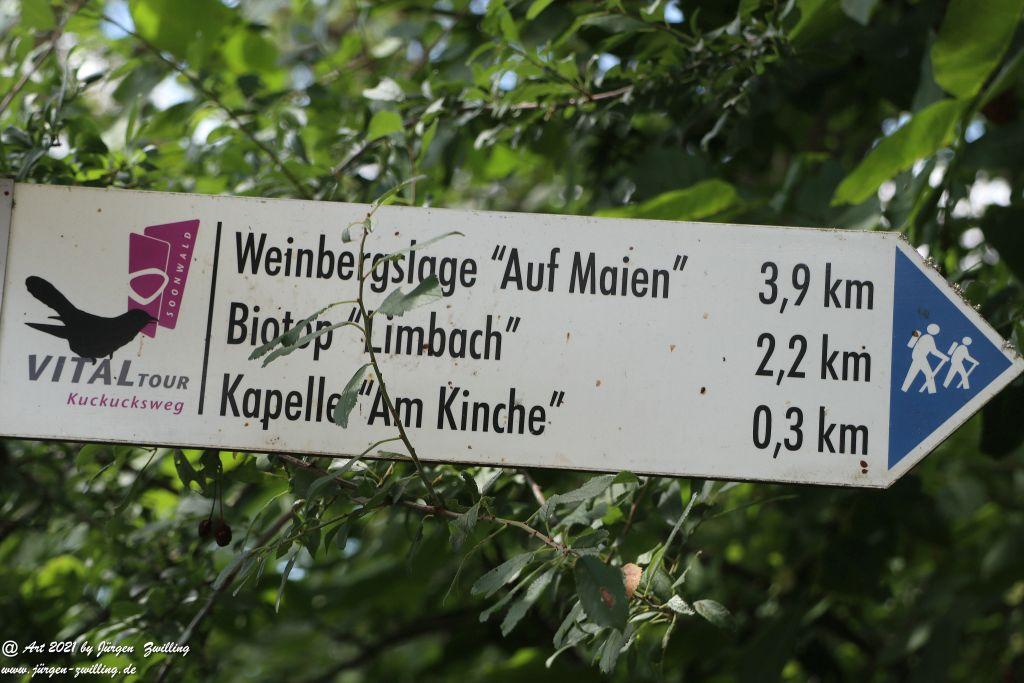 SOONWALD
VITALTOUR
Kuckucksweg
Weinbergslage "Auf Maien" 3,9 km
Biotop "Limbach" 2,2 km
Kapelle "Am Kinche" 0,3 km
@ Art 2021 by Jürgen Zwilling
www.jürgen-zwilling.de